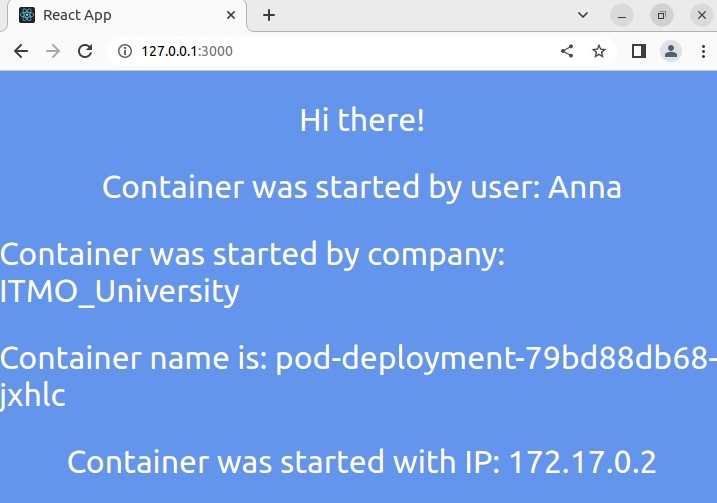 React App
127.0.0.1:3000
Hi there!
Container was started by user: Anna
Container was started by company:
ITMO_University
Container name is: pod-deployment-79bd88db68-
jxhlc
Container was started with IP: 172.17.0.2